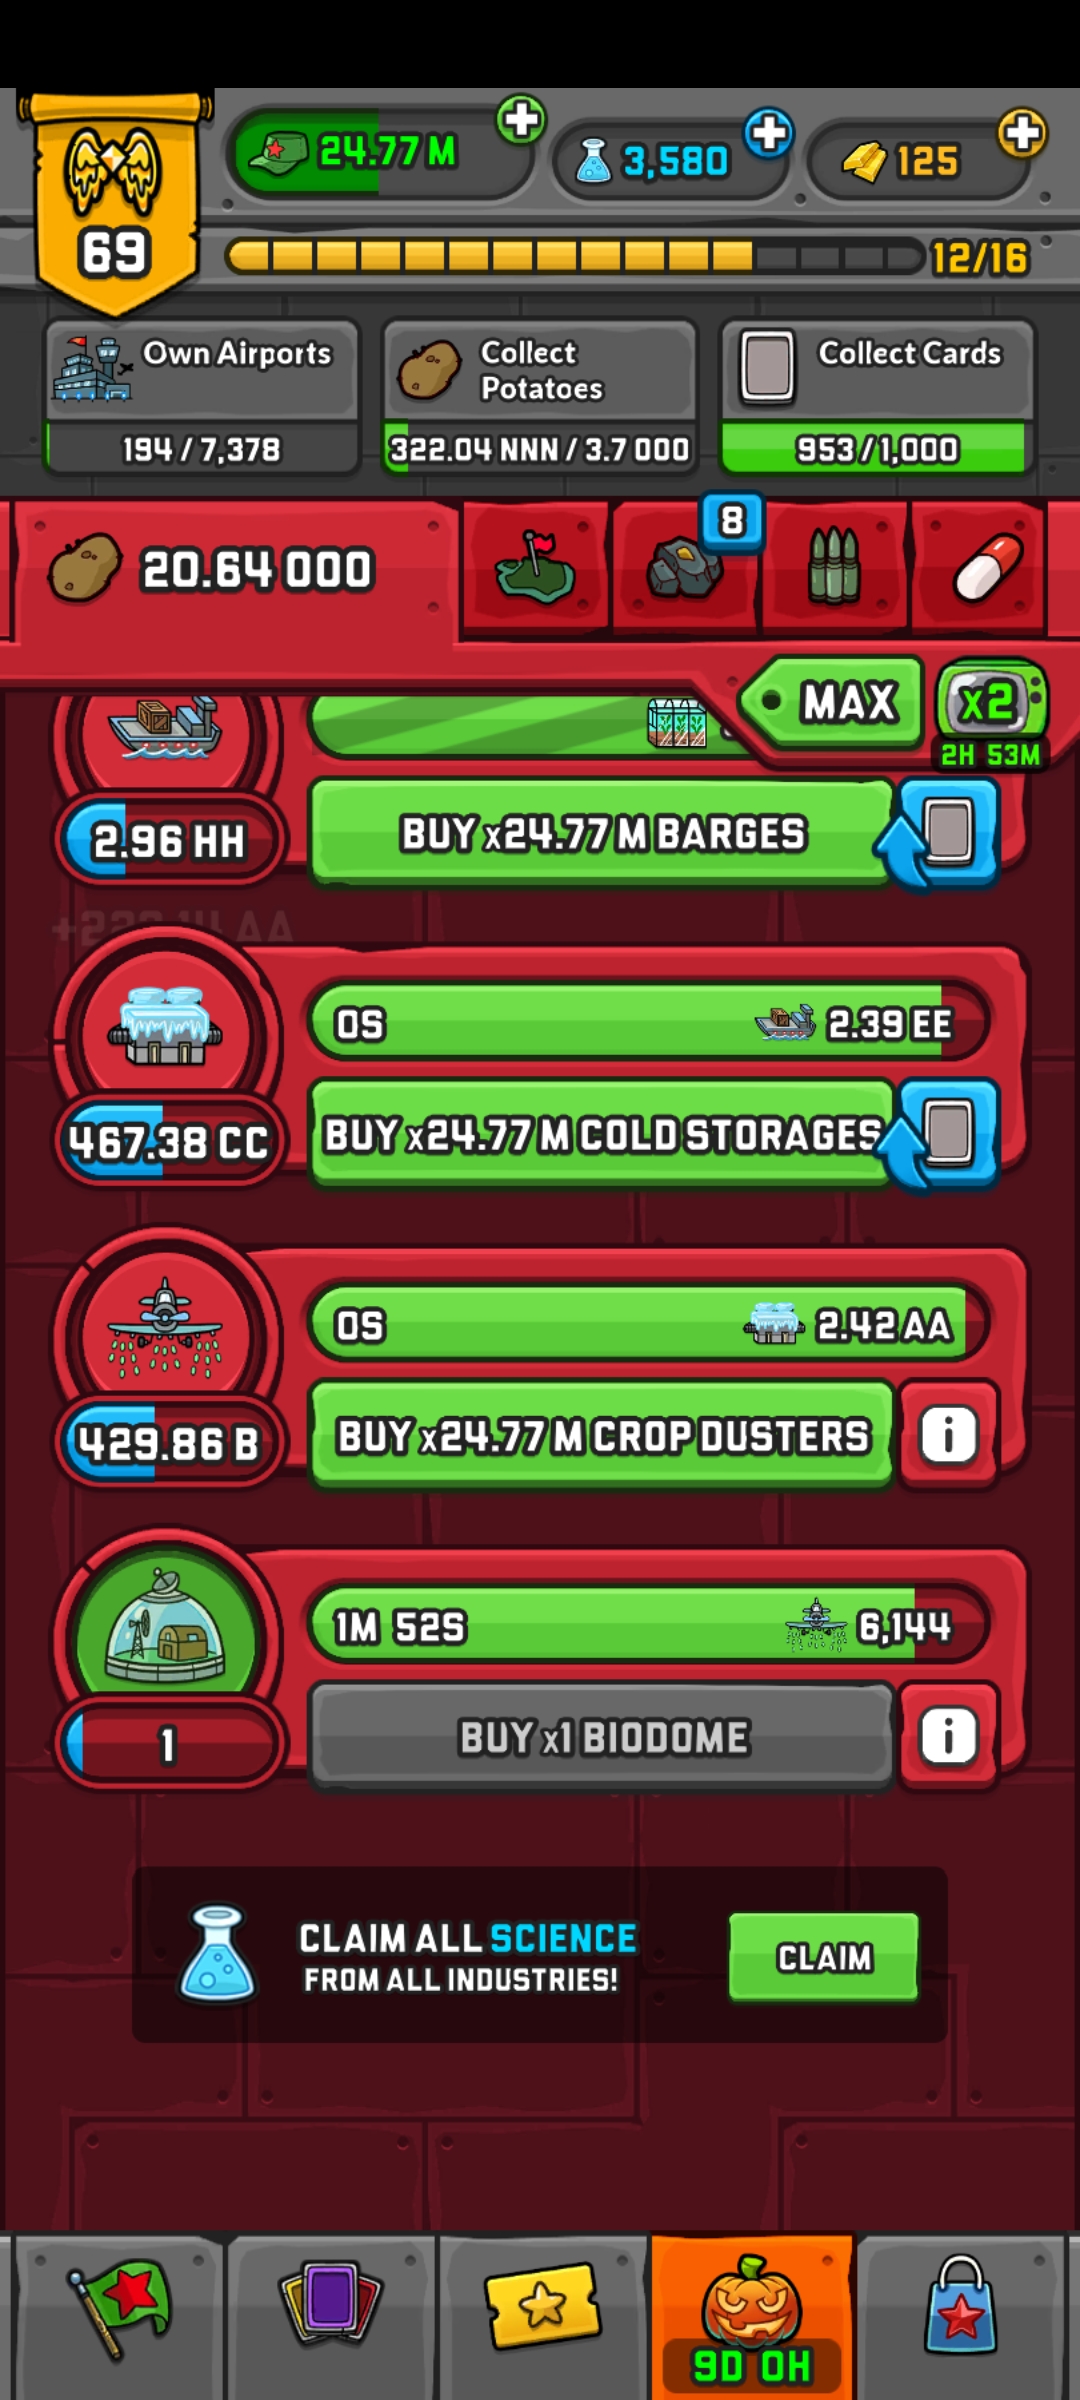 24.77 M
3,580
125
69
12/16
Own Airports
194 / 7,378
Collect
Potatoes
322.04 NNN / 3.7 OOO
Collect Cards
953 / 1,000
20.64 OOO
8
MAX
x2
2H 53M
2.96 HH
BUY x24.77 M BARGES
0S
2.39 EE
467.38 CC
BUY x24.77 M COLD STORAGES
0S
2.42 AA
429.86 B
BUY x24.77 M CROP DUSTERS
1M 52S
6,144
1
BUY x1 BIODOME
CLAIM ALL SCIENCE
FROM ALL INDUSTRIES!
CLAIM
9D 0H